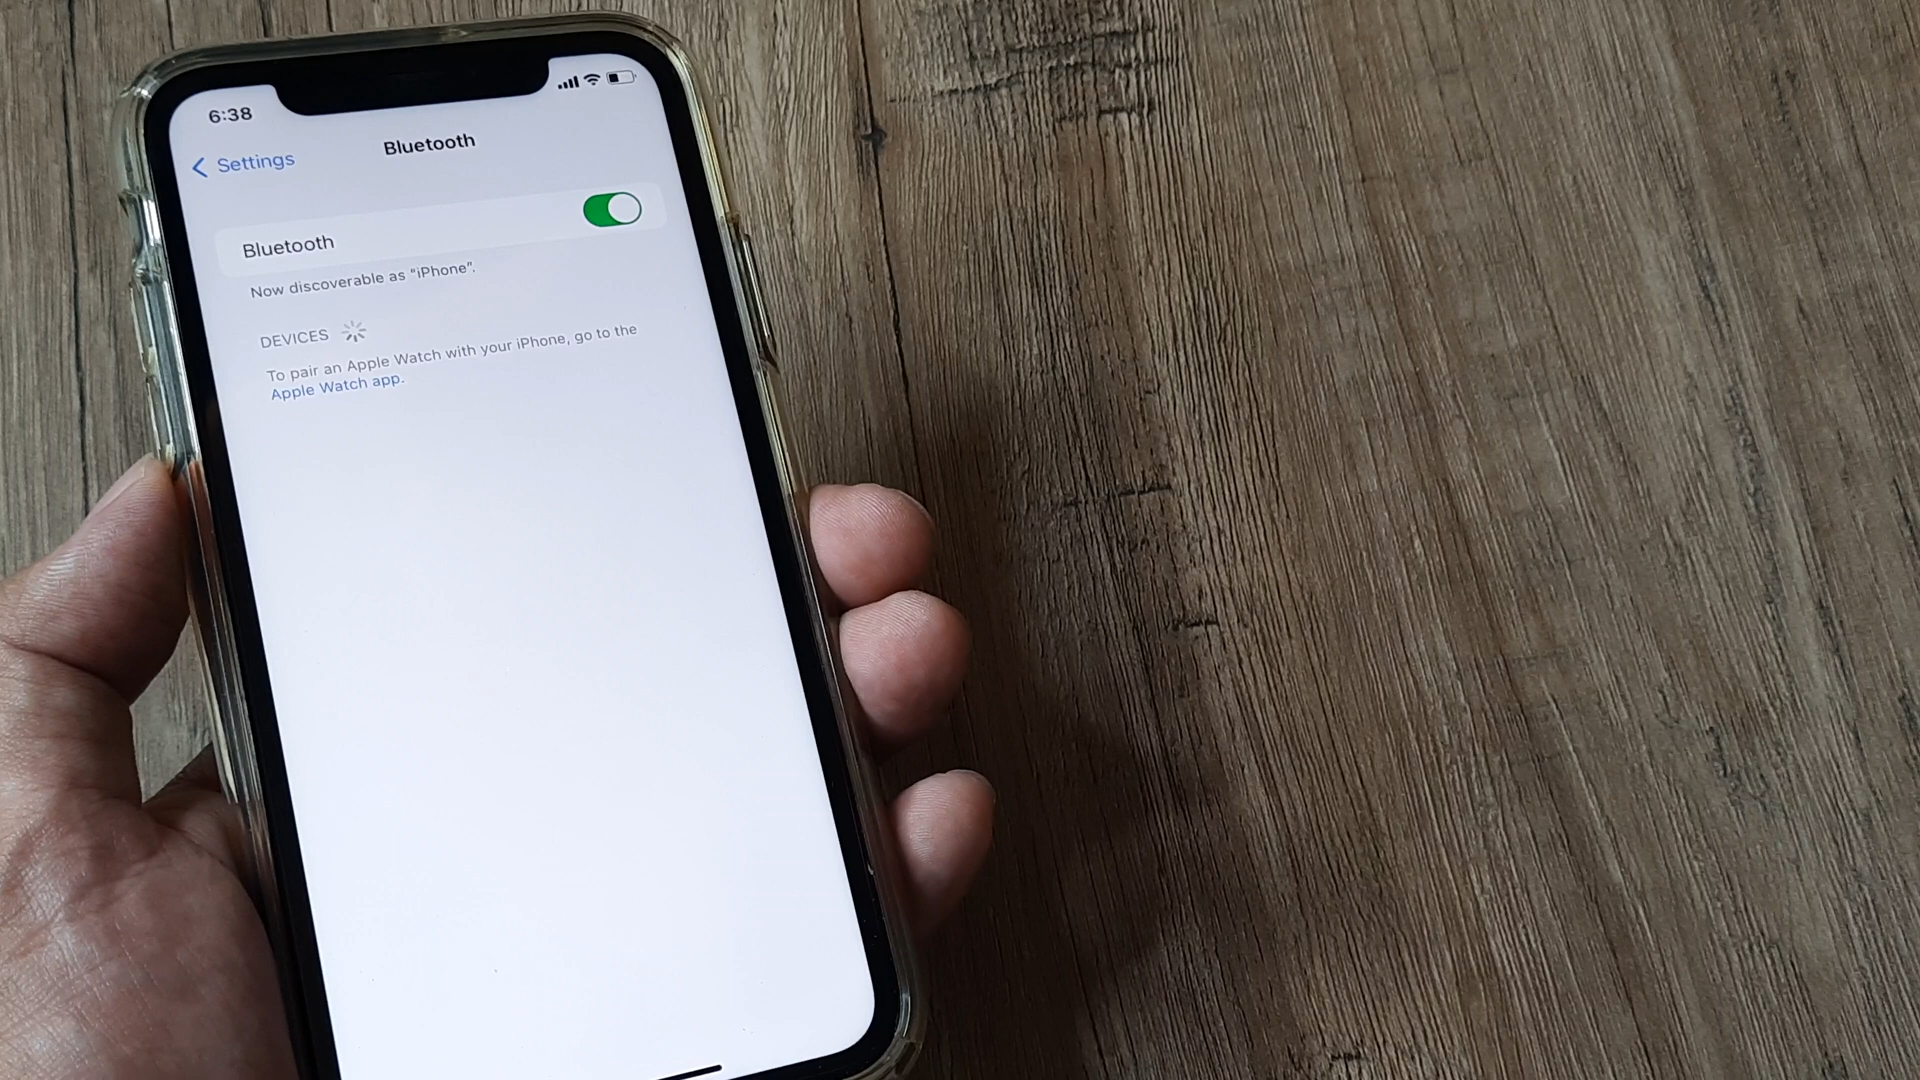 6:38
Settings
Bluetooth
Bluetooth
Now discoverable as “iPhone”.
DEVICES
To pair an Apple Watch with your iPhone, go to the
Apple Watch app.